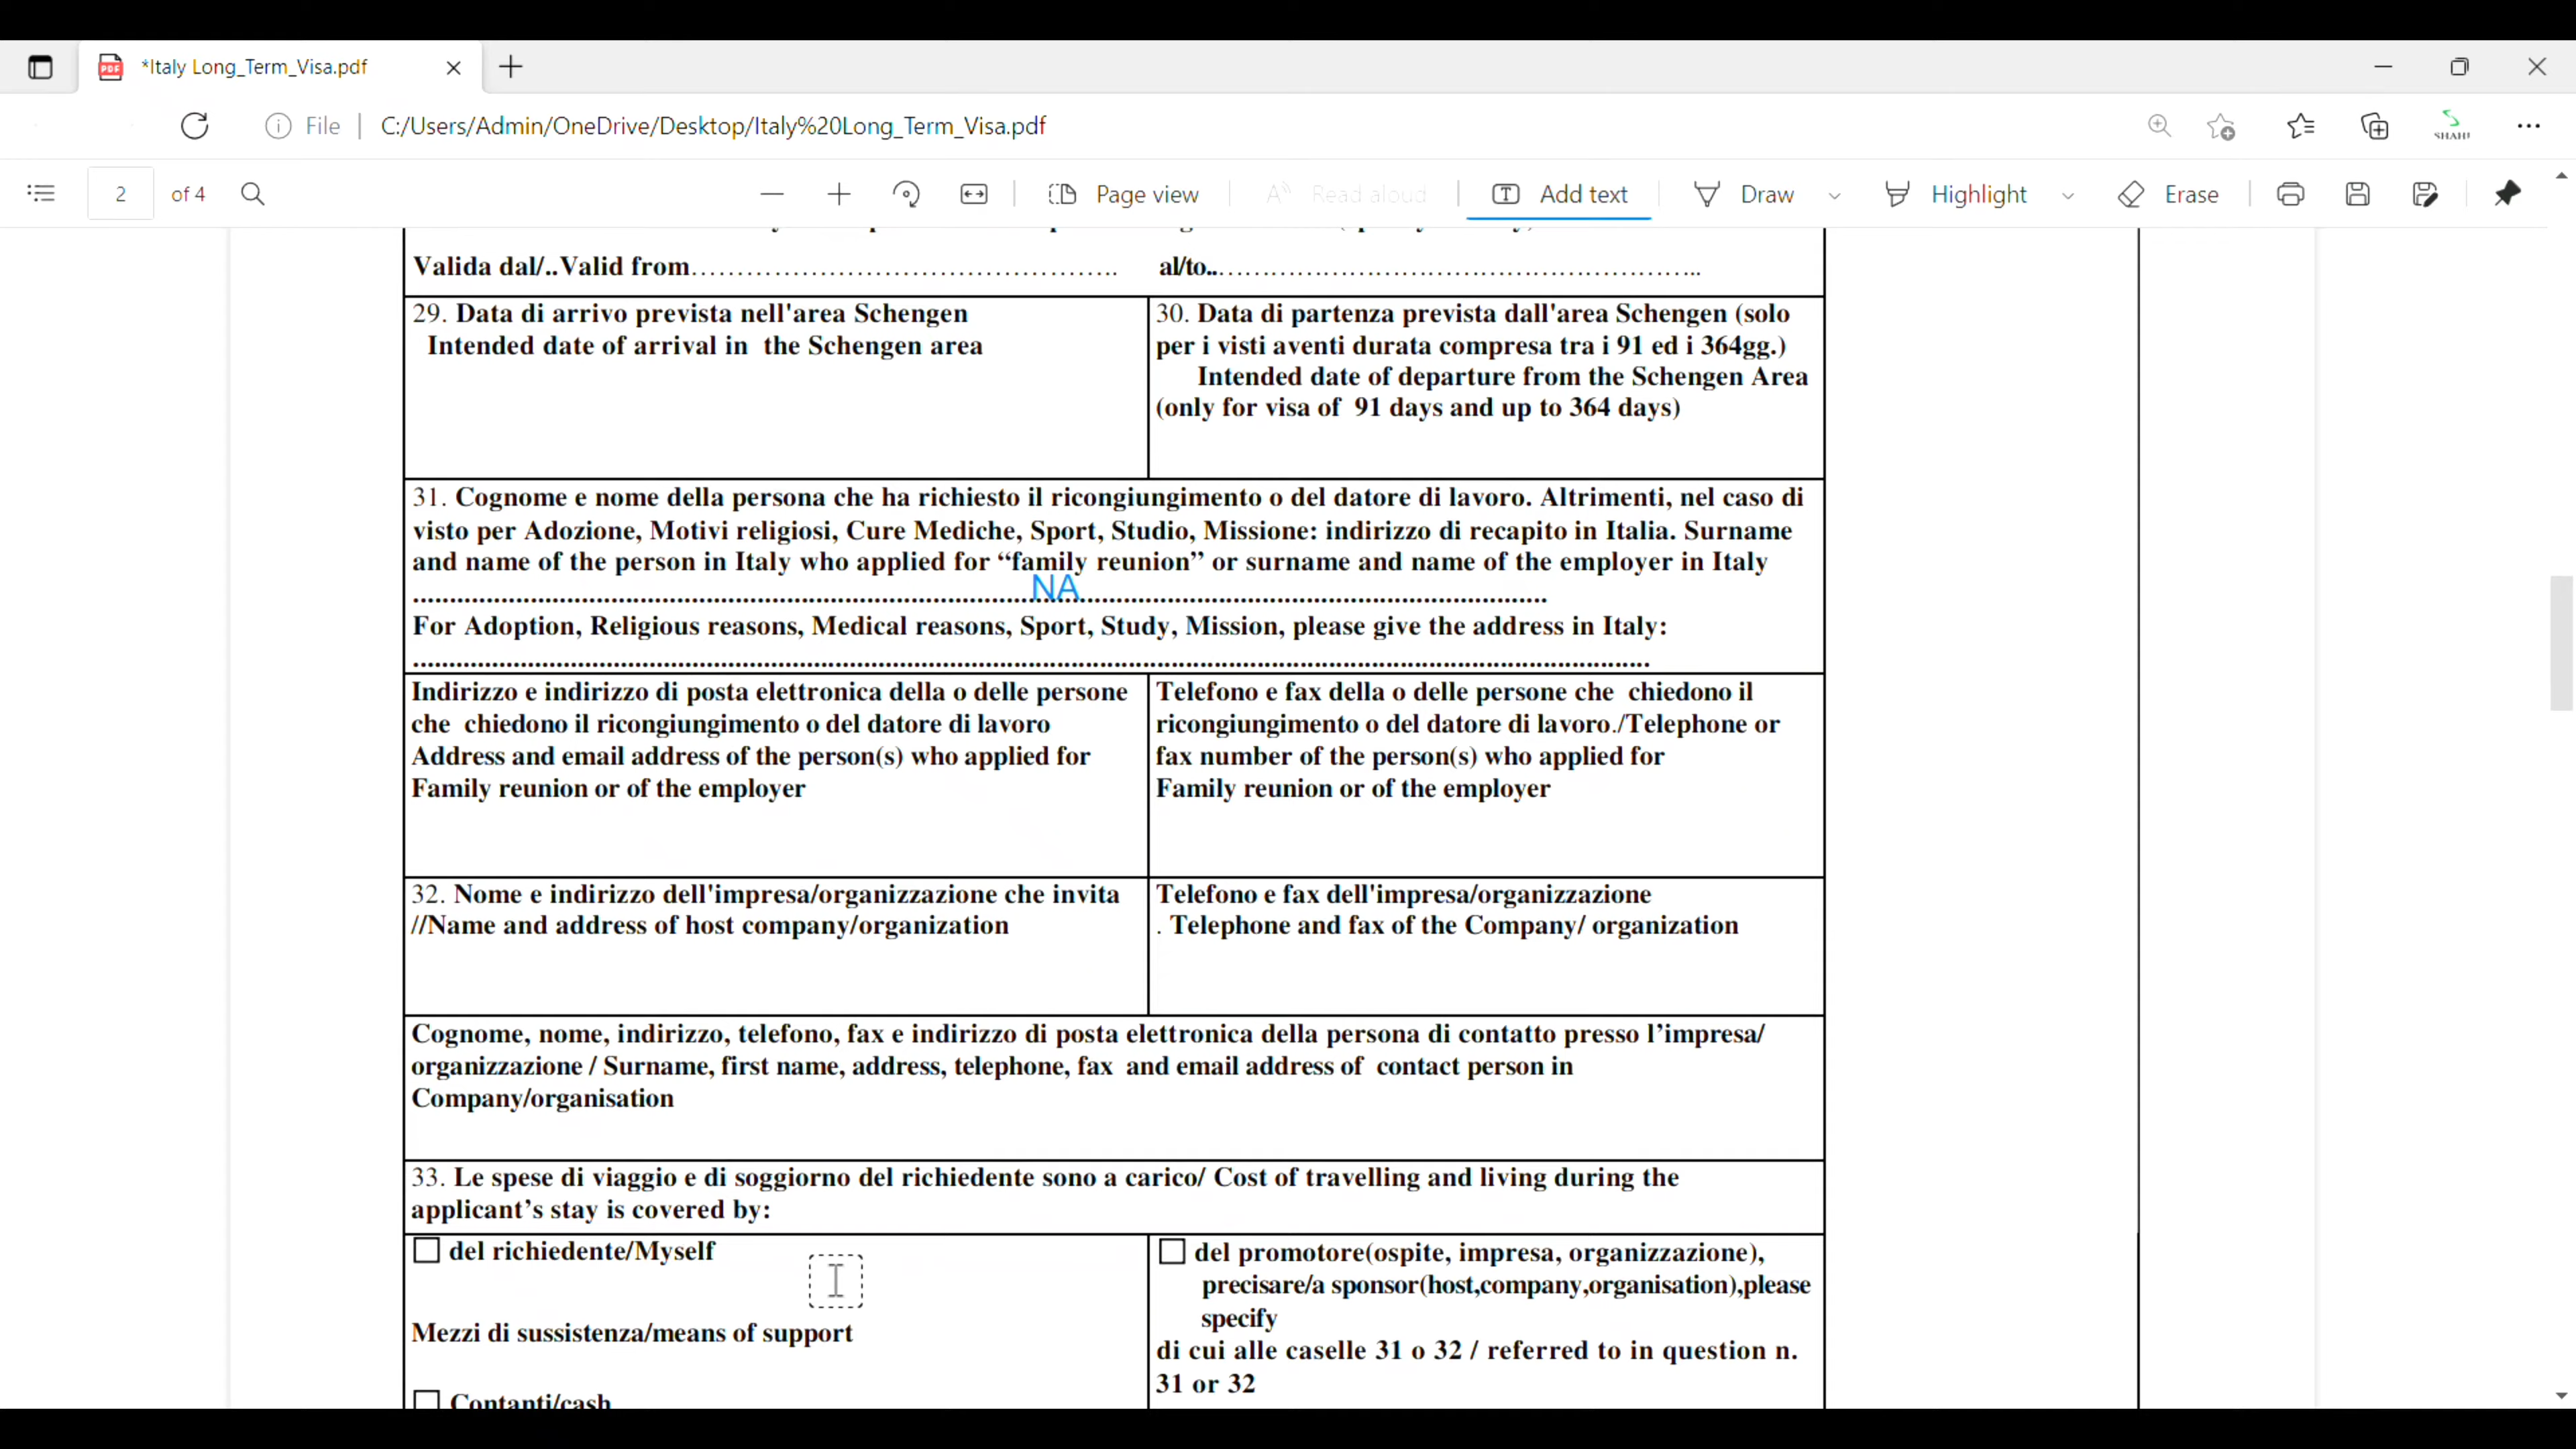 *Italy Long_Term_Visa.pdf
File | C:/Users/Admin/OneDrive/Desktop/Italy%20Long_Term_Visa.pdf
SHAHI
2 of 4 Page view Read aloud Add text Draw Highlight Erase
Valida dal/..Valid from…………………………………………. al/to..………………………………………………..
29. Data di arrivo prevista nell'area Schengen
Intended date of arrival in the Schengen area
30. Data di partenza prevista dall'area Schengen (solo
per i visti aventi durata compresa tra i 91 ed i 364gg.)
Intended date of departure from the Schengen Area
(only for visa of 91 days and up to 364 days)
31. Cognome e nome della persona che ha richiesto il ricongiungimento o del datore di lavoro. Altrimenti, nel caso di
visto per Adozione, Motivi religiosi, Cure Mediche, Sport, Studio, Missione: indirizzo di recapito in Italia. Surname
and name of the person in Italy who applied for “family reunion” or surname and name of the employer in Italy
NA
For Adoption, Religious reasons, Medical reasons, Sport, Study, Mission, please give the address in Italy:
Indirizzo e indirizzo di posta elettronica della o delle persone
che chiedono il ricongiungimento o del datore di lavoro
Address and email address of the person(s) who applied for
Family reunion or of the employer
Telefono e fax della o delle persone che chiedono il
ricongiungimento o del datore di lavoro./Telephone or
fax number of the person(s) who applied for
Family reunion or of the employer
32. Nome e indirizzo dell'impresa/organizzazione che invita
//Name and address of host company/organization
Telefono e fax dell'impresa/organizzazione
. Telephone and fax of the Company/ organization
Cognome, nome, indirizzo, telefono, fax e indirizzo di posta elettronica della persona di contatto presso l’impresa/
organizzazione / Surname, first name, address, telephone, fax and email address of contact person in
Company/organisation
33. Le spese di viaggio e di soggiorno del richiedente sono a carico/ Cost of travelling and living during the
applicant’s stay is covered by:
del richiedente/Myself
Mezzi di sussistenza/means of support
Contanti/cash
del promotore(ospite, impresa, organizzazione),
precisare/a sponsor(host,company,organisation),please
specify
di cui alle caselle 31 o 32 / referred to in question n.
31 or 32